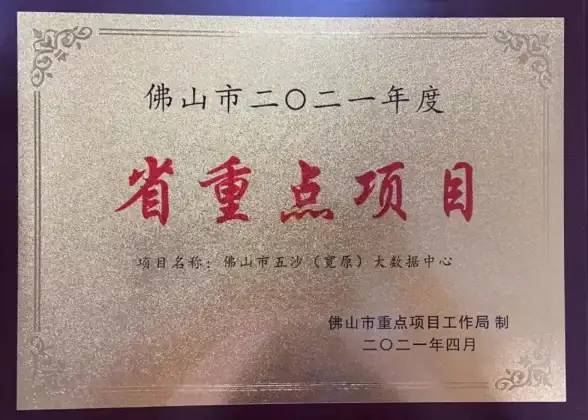 佛山市二〇二一年度
省重点项目
项目名称：佛山市五沙（宽原）大数据中心
佛山市重点项目工作局 制
二〇二一年四月